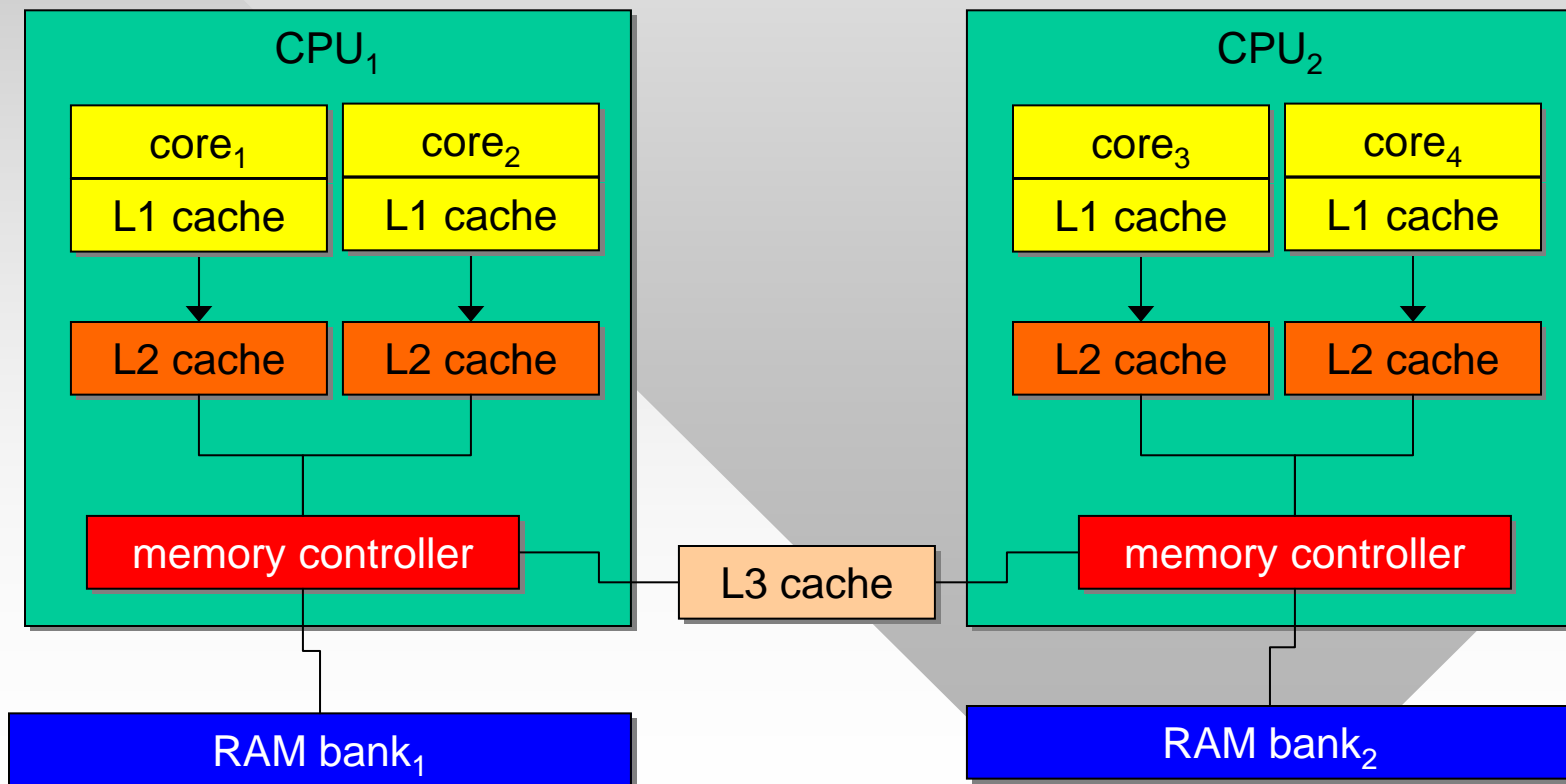 CPU₁
CPU₂
core₁
core₂
core₃
core₄
L1 cache
L1 cache
L1 cache
L1 cache
L2 cache
L2 cache
L2 cache
L2 cache
memory controller
L3 cache
memory controller
RAM bank₁
RAM bank₂